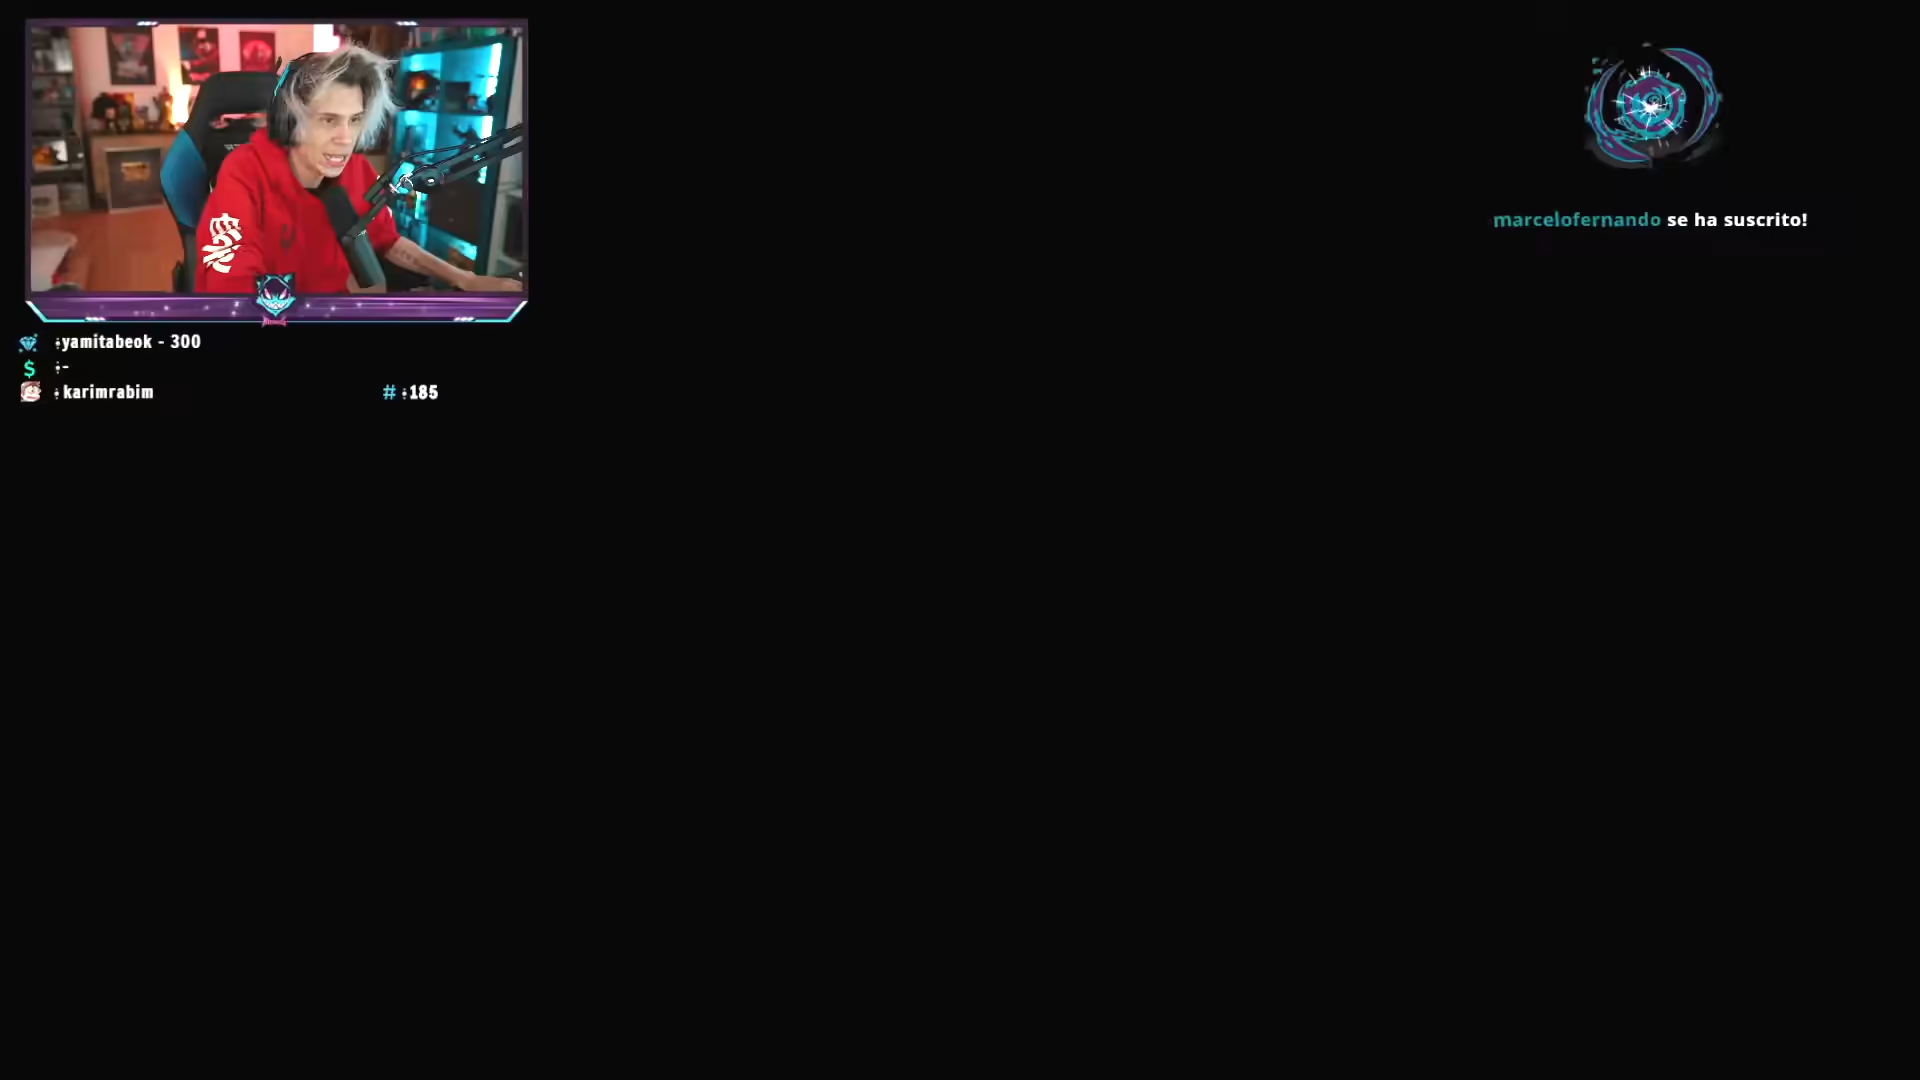 marcelofernando se ha suscrito!
:yamitabeok - 300
$ :-
:karimrabim
# :185